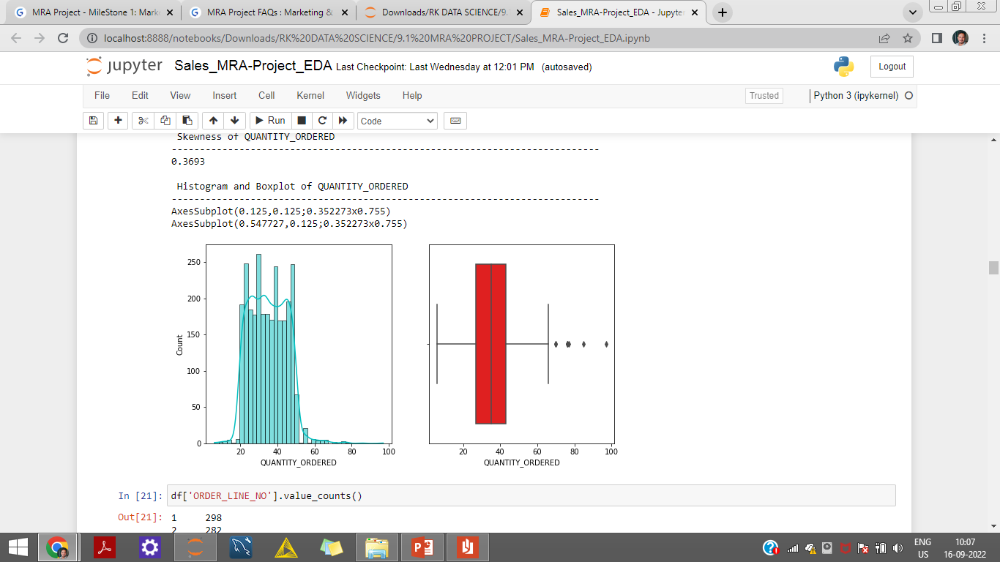 MRA Project - MileStone 1: Mark
MRA Project FAQs : Marketing &
Downloads/RK DATA SCIENCE/9.
Sales_MRA-Project_EDA - Jupyter
localhost:8888/notebooks/Downloads/RK%20DATA%20SCIENCE/9.1%20MRA%20PROJECT/Sales_MRA-Project_EDA.ipynb
jupyter Sales_MRA-Project_EDA Last Checkpoint: Last Wednesday at 12:01 PM (autosaved)
Logout
File Edit View Insert Cell Kernel Widgets Help
Trusted
Python 3 (ipykernel)
Run
Code
Skewness of QUANTITY_ORDERED
----------------------------------------------------------------------------
0.3693
Histogram and Boxplot of QUANTITY_ORDERED
----------------------------------------------------------------------------
AxesSubplot(0.125,0.125;0.352273x0.755)
AxesSubplot(0.547727,0.125;0.352273x0.755)
250
200
150
100
50
0
Count
20 40 60 80 100
QUANTITY_ORDERED
20 40 60 80 100
QUANTITY_ORDERED
In [21]: df['ORDER_LINE_NO'].value_counts()
Out[21]: 1 298
2 282
ENG
US
10:07
16-09-2022